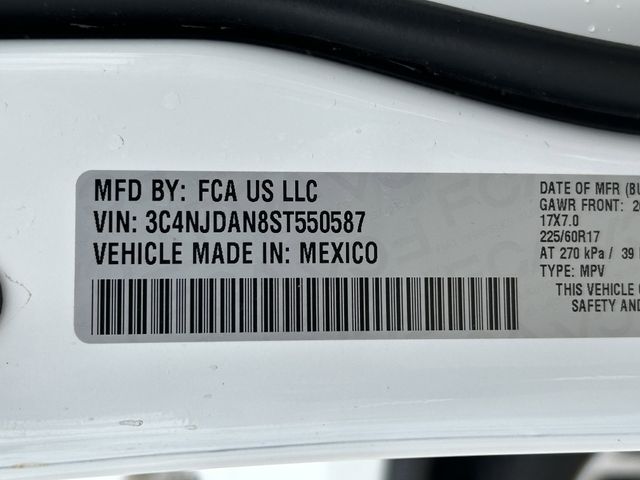 MFD BY: FCA US LLC
VIN: 3C4NJDAN8ST550587
VEHICLE MADE IN: MEXICO
DATE OF MFR
GAWR FRONT:
17X7.0
225/60R17
AT 270 kPa / 39
TYPE: MPV
THIS VEHICLE
SAFETY AND